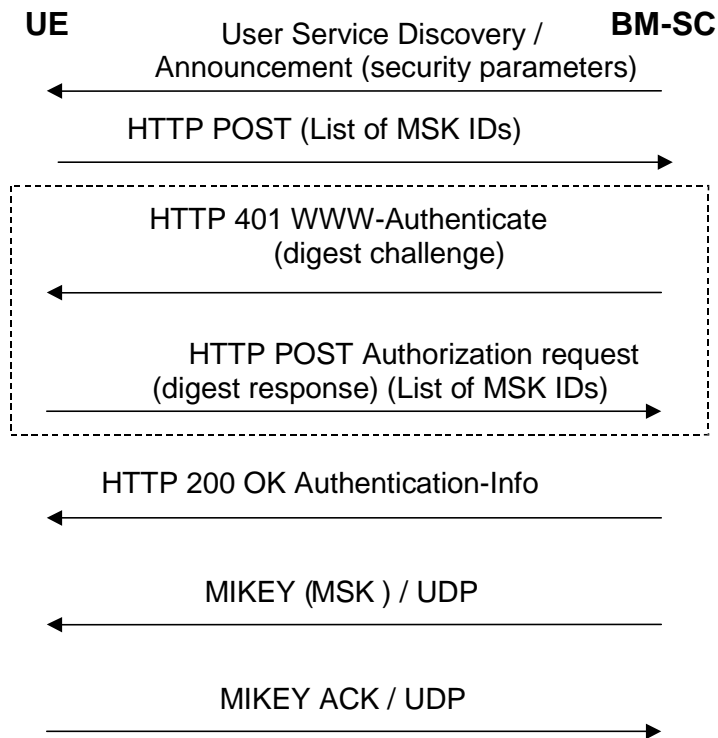 UE
BM-SC
User Service Discovery /
Announcement (security parameters)
HTTP POST (List of MSK IDs)
HTTP 401 WWW-Authenticate
(digest challenge)
HTTP POST Authorization request
(digest response) (List of MSK IDs)
HTTP 200 OK Authentication-Info
MIKEY (MSK ) / UDP
MIKEY ACK / UDP